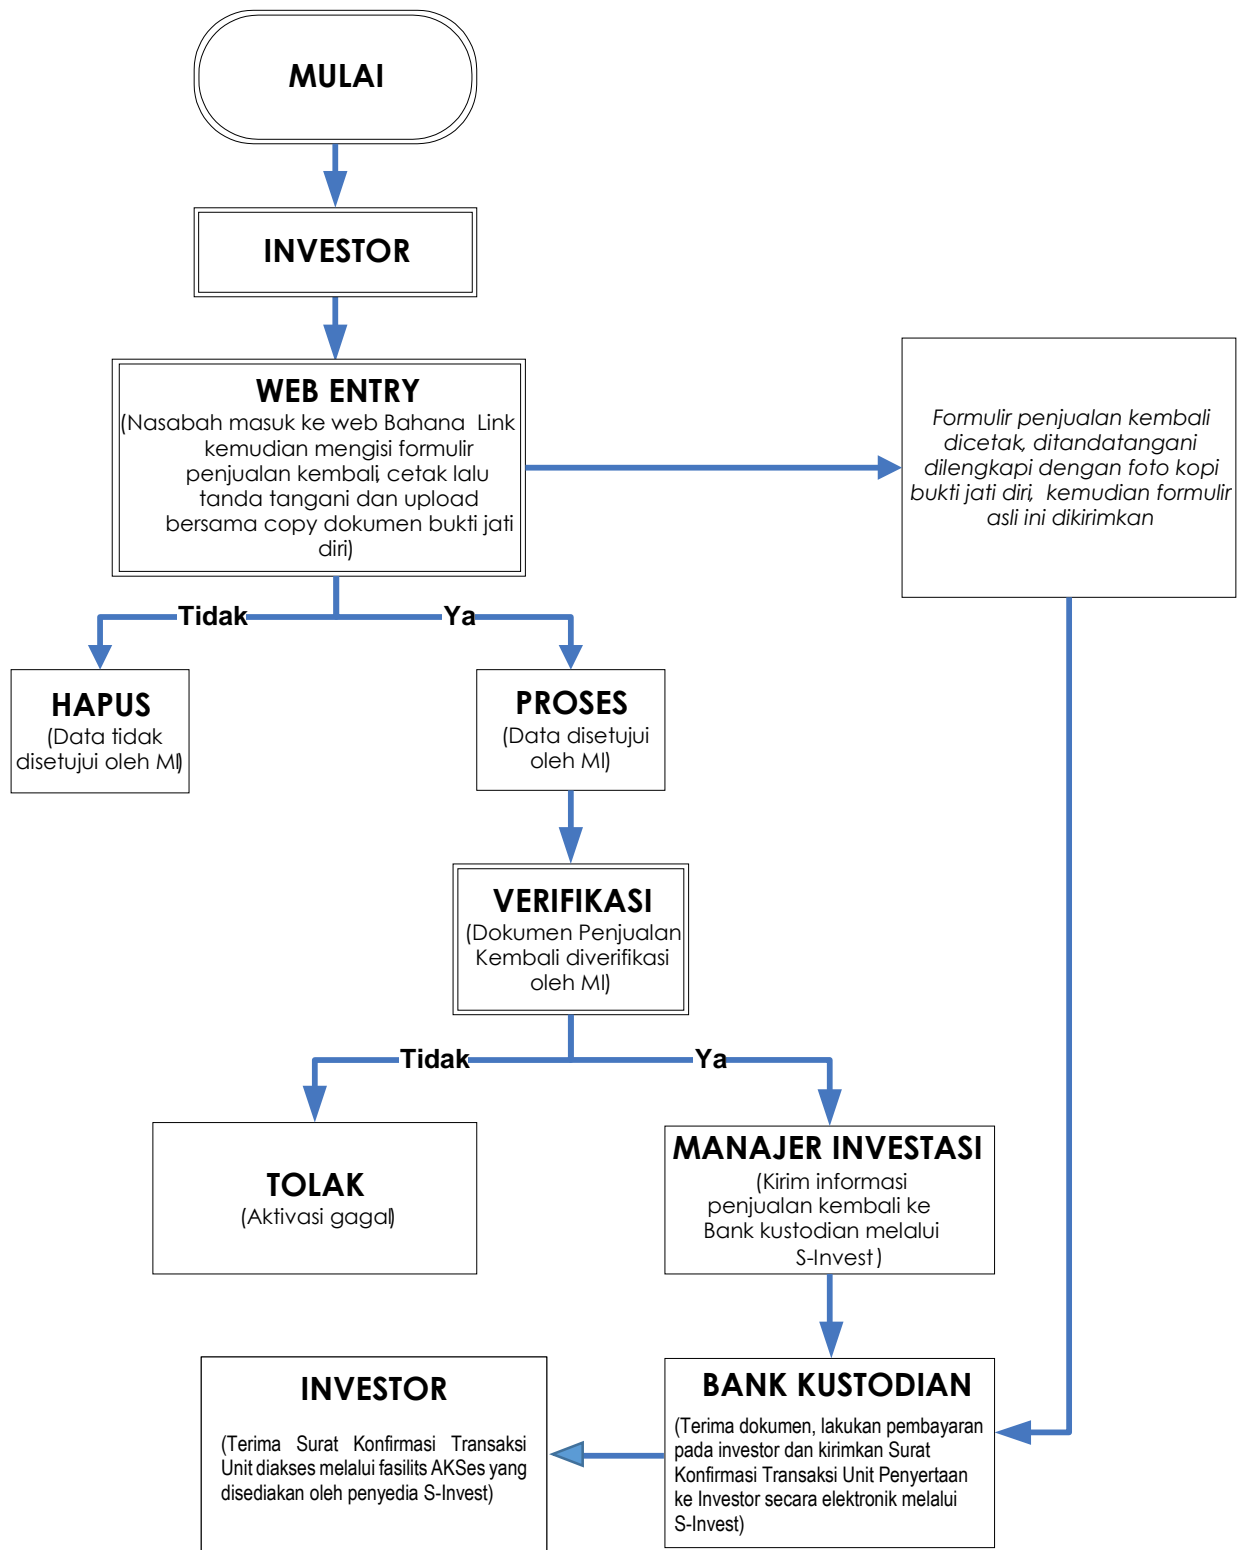 MULAI
INVESTOR
WEB ENTRY
(Nasabah masuk ke web Bahana Link
kemudian mengisi formulir
penjualan kembali, cetak lalu
tanda tangani dan upload
bersama copy dokumen bukti jati
diri)
Formulir penjualan kembali
dicetak, ditandatangani
dilengkapi dengan foto kopi
bukti jati diri, kemudian formulir
asli ini dikirimkan
Tidak
Ya
HAPUS
(Data tidak
disetujui oleh MI)
PROSES
(Data disetujui
oleh MI)
VERIFIKASI
(Dokumen Penjualan
Kembali diverifikasi
oleh MI)
Tidak
Ya
TOLAK
(Aktivasi gagal)
MANAJER INVESTASI
(Kirim informasi
penjualan kembali ke
Bank kustodian melalui
S-Invest)
INVESTOR
(Terima Surat Konfirmasi Transaksi
Unit diakses melalui fasilits AKSes yang
disediakan oleh penyedia S-Invest)
BANK KUSTODIAN
(Terima dokumen, lakukan pembayaran
pada investor dan kirimkan Surat
Konfirmasi Transaksi Unit Penyertaan
ke Investor secara elektronik melalui
S-Invest)